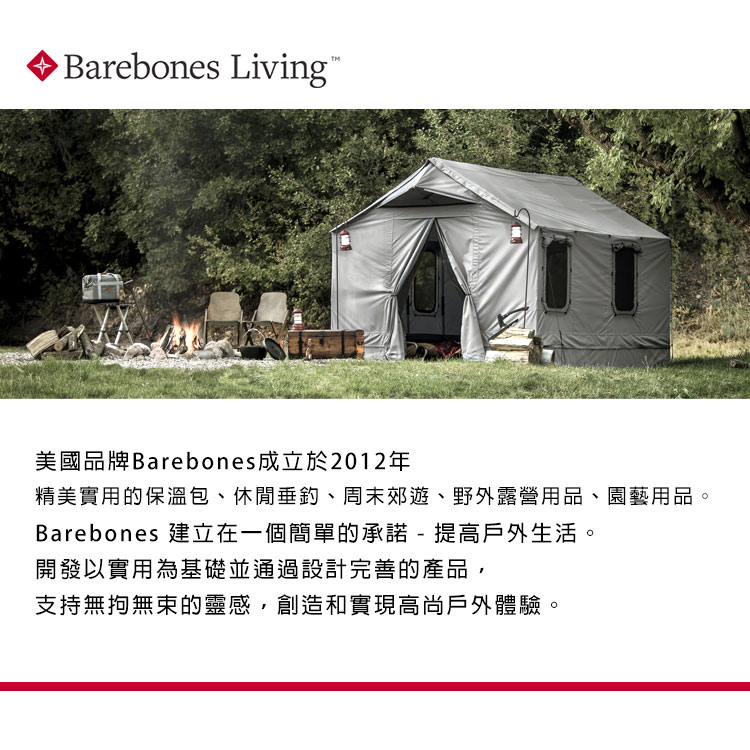 Barebones Living™
美國品牌Barebones成立於2012年
精美實用的保溫包、休閒垂釣、周末郊遊、野外露營用品、園藝用品。
Barebones 建立在一個簡單的承諾 - 提高戶外生活。
開發以實用為基礎並通過設計完善的產品，
支持無拘無束的靈感，創造和實現高尚戶外體驗。